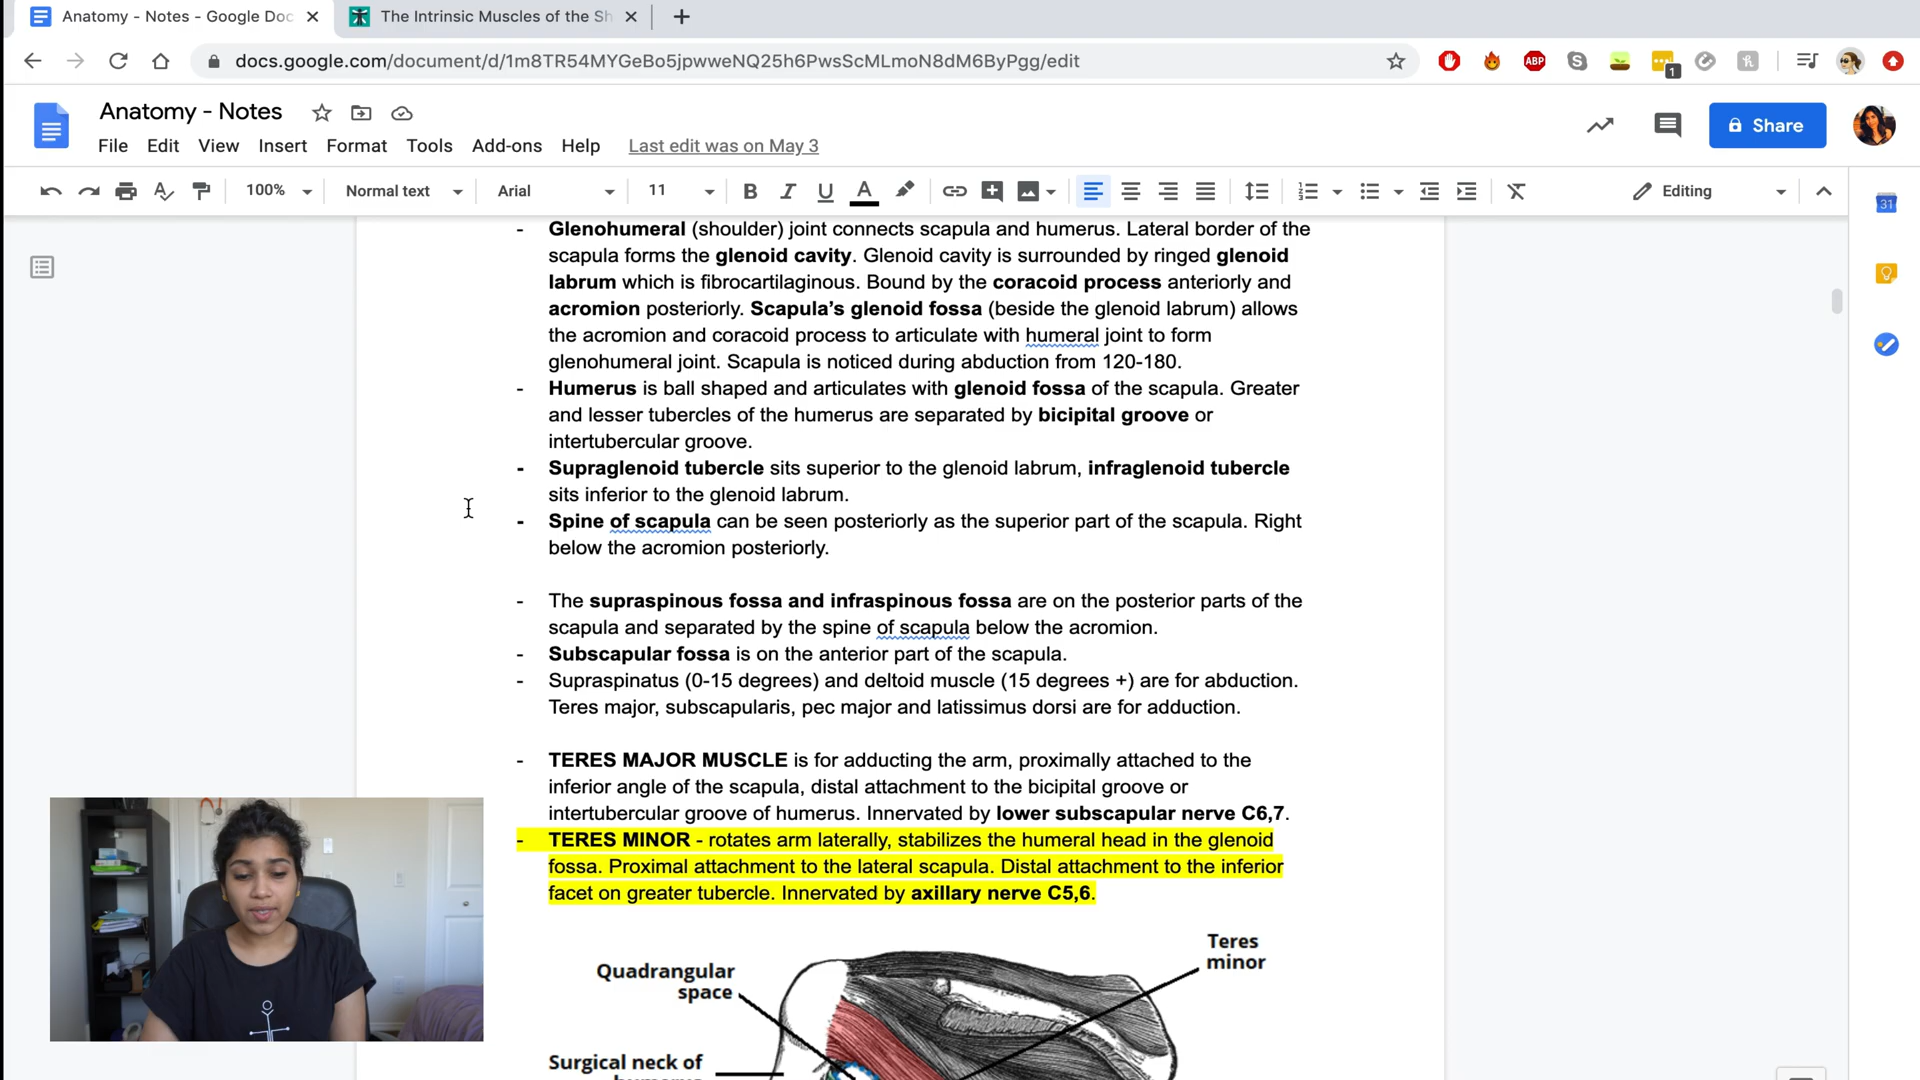 Anatomy - Notes - Google Doc
The Intrinsic Muscles of the Sh
docs.google.com/document/d/1m8TR54MYGeBo5jpwweNQ25h6PwsScMLmoN8dM6ByPgg/edit
ABP
1
Anatomy - Notes
Share
File Edit View Insert Format Tools Add-ons Help Last edit was on May 3
100% Normal text Arial 11 B I U A Editing
31
- Glenohumeral (shoulder) joint connects scapula and humerus. Lateral border of the
scapula forms the glenoid cavity. Glenoid cavity is surrounded by ringed glenoid
labrum which is fibrocartilaginous. Bound by the coracoid process anteriorly and
acromion posteriorly. Scapula’s glenoid fossa (beside the glenoid labrum) allows
the acromion and coracoid process to articulate with humeral joint to form
glenohumeral joint. Scapula is noticed during abduction from 120-180.
- Humerus is ball shaped and articulates with glenoid fossa of the scapula. Greater
and lesser tubercles of the humerus are separated by bicipital groove or
intertubercular groove.
- Supraglenoid tubercle sits superior to the glenoid labrum, infraglenoid tubercle
sits inferior to the glenoid labrum.
- Spine of scapula can be seen posteriorly as the superior part of the scapula. Right
below the acromion posteriorly.
- The supraspinous fossa and infraspinous fossa are on the posterior parts of the
scapula and separated by the spine of scapula below the acromion.
- Subscapular fossa is on the anterior part of the scapula.
- Supraspinatus (0-15 degrees) and deltoid muscle (15 degrees +) are for abduction.
Teres major, subscapularis, pec major and latissimus dorsi are for adduction.
- TERES MAJOR MUSCLE is for adducting the arm, proximally attached to the
inferior angle of the scapula, distal attachment to the bicipital groove or
intertubercular groove of humerus. Innervated by lower subscapular nerve C6,7.
- TERES MINOR - rotates arm laterally, stabilizes the humeral head in the glenoid
fossa. Proximal attachment to the lateral scapula. Distal attachment to the inferior
facet on greater tubercle. Innervated by axillary nerve C5,6.
Teres
minor
Quadrangular
space
Surgical neck of